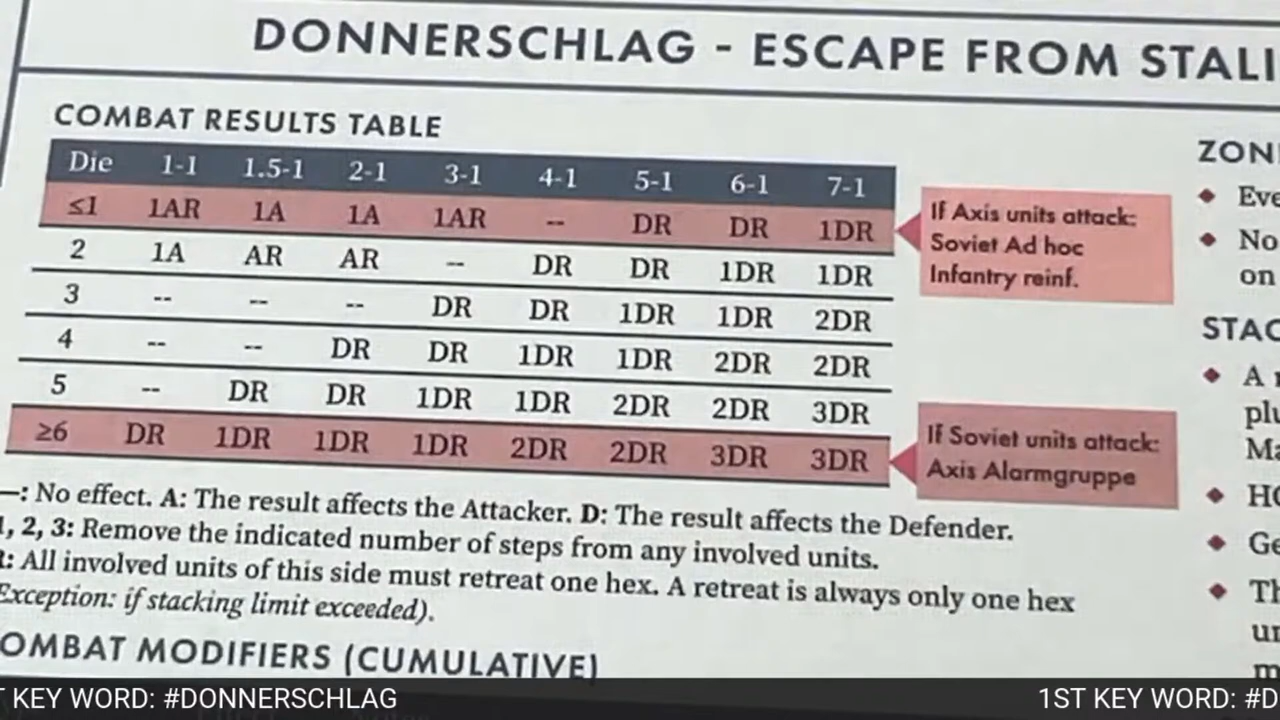 DONNERSCHLAG - ESCAPE FROM STALI
COMBAT RESULTS TABLE
Die 1-1 1.5-1 2-1 3-1 4-1 5-1 6-1 7-1
≤1 1AR 1A 1A 1AR -- DR DR 1DR
2 1A AR AR -- DR DR 1DR 1DR
3 -- -- -- DR DR 1DR 1DR 2DR
4 -- -- DR DR 1DR 1DR 2DR 2DR
5 -- DR DR 1DR 1DR 2DR 2DR 3DR
≥6 DR 1DR 1DR 1DR 2DR 2DR 3DR 3DR
If Axis units attack:
Soviet Ad hoc
Infantry reinf.
If Soviet units attack:
Axis Alarmgruppe
—: No effect. A: The result affects the Attacker. D: The result affects the Defender.
1, 2, 3: Remove the indicated number of steps from any involved units.
: All involved units of this side must retreat one hex. A retreat is always only one hex
Exception: if stacking limit exceeded).
OMBAT MODIFIERS (CUMULATIVE)
ZON
Eve
No
on
STAC
A
plu
Ma
HO
Ge
Th
un
m
T KEY WORD: #DONNERSCHLAG
1ST KEY WORD: #D